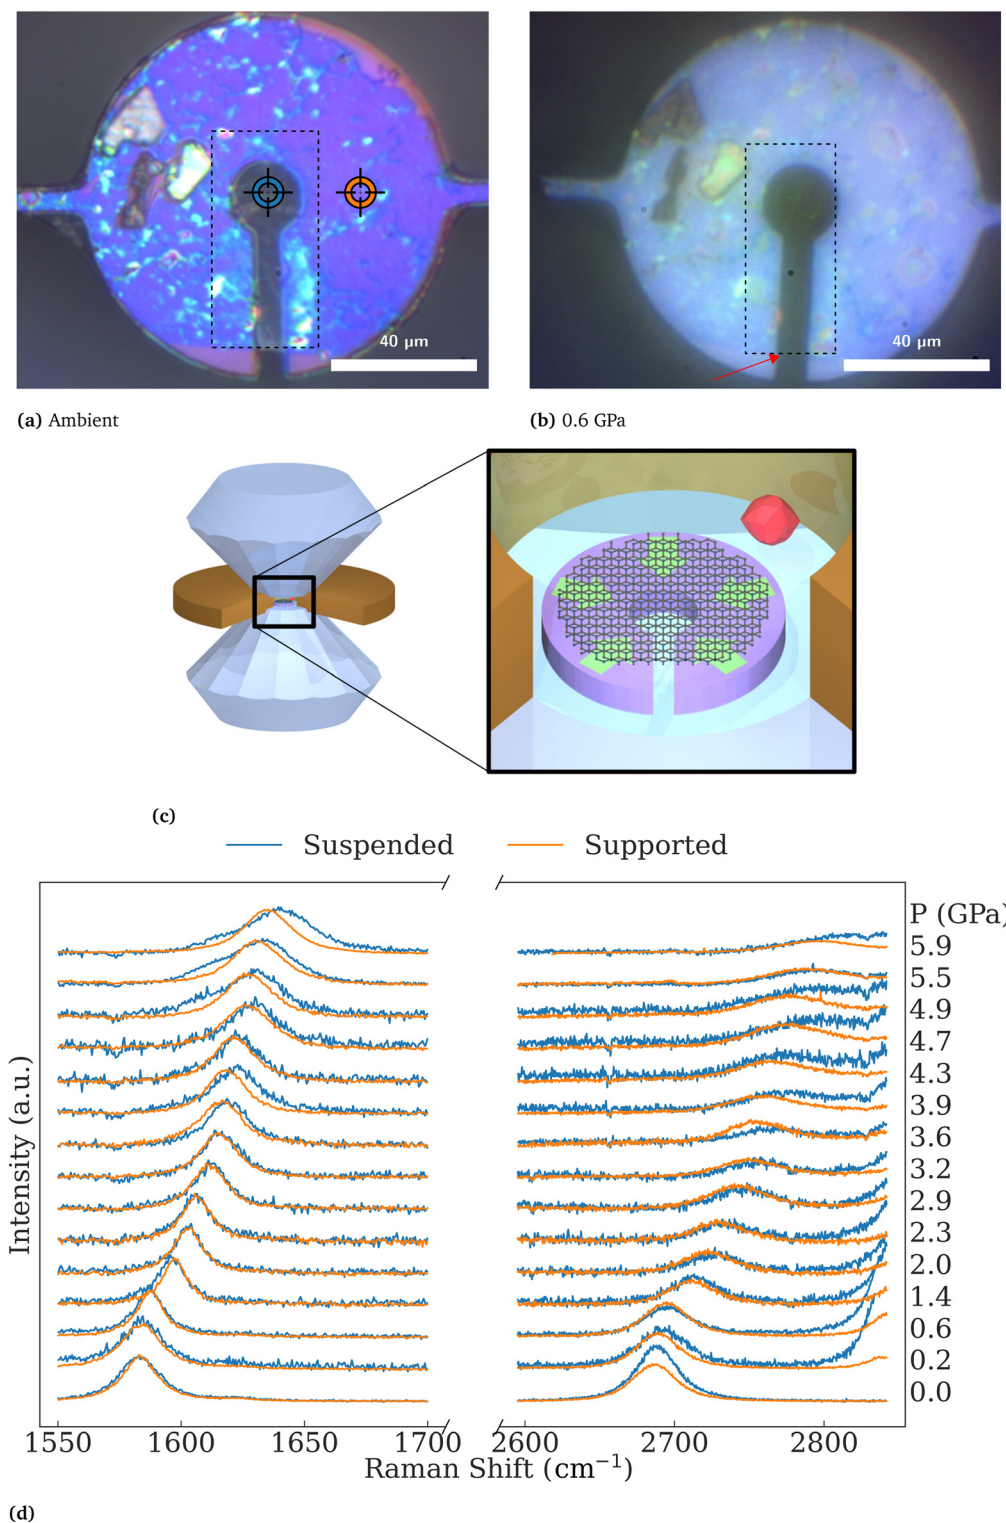 40 μm
40 μm
(a) Ambient
(b) 0.6 GPa
(c)
Suspended
Supported
P (GPa)
5.9
5.5
4.9
4.7
4.3
3.9
3.6
3.2
2.9
2.3
2.0
1.4
0.6
0.2
0.0
Intensity (a.u.)
1550 1600 1650 1700 2600 2700 2800
Raman Shift (cm⁻¹)
(d)